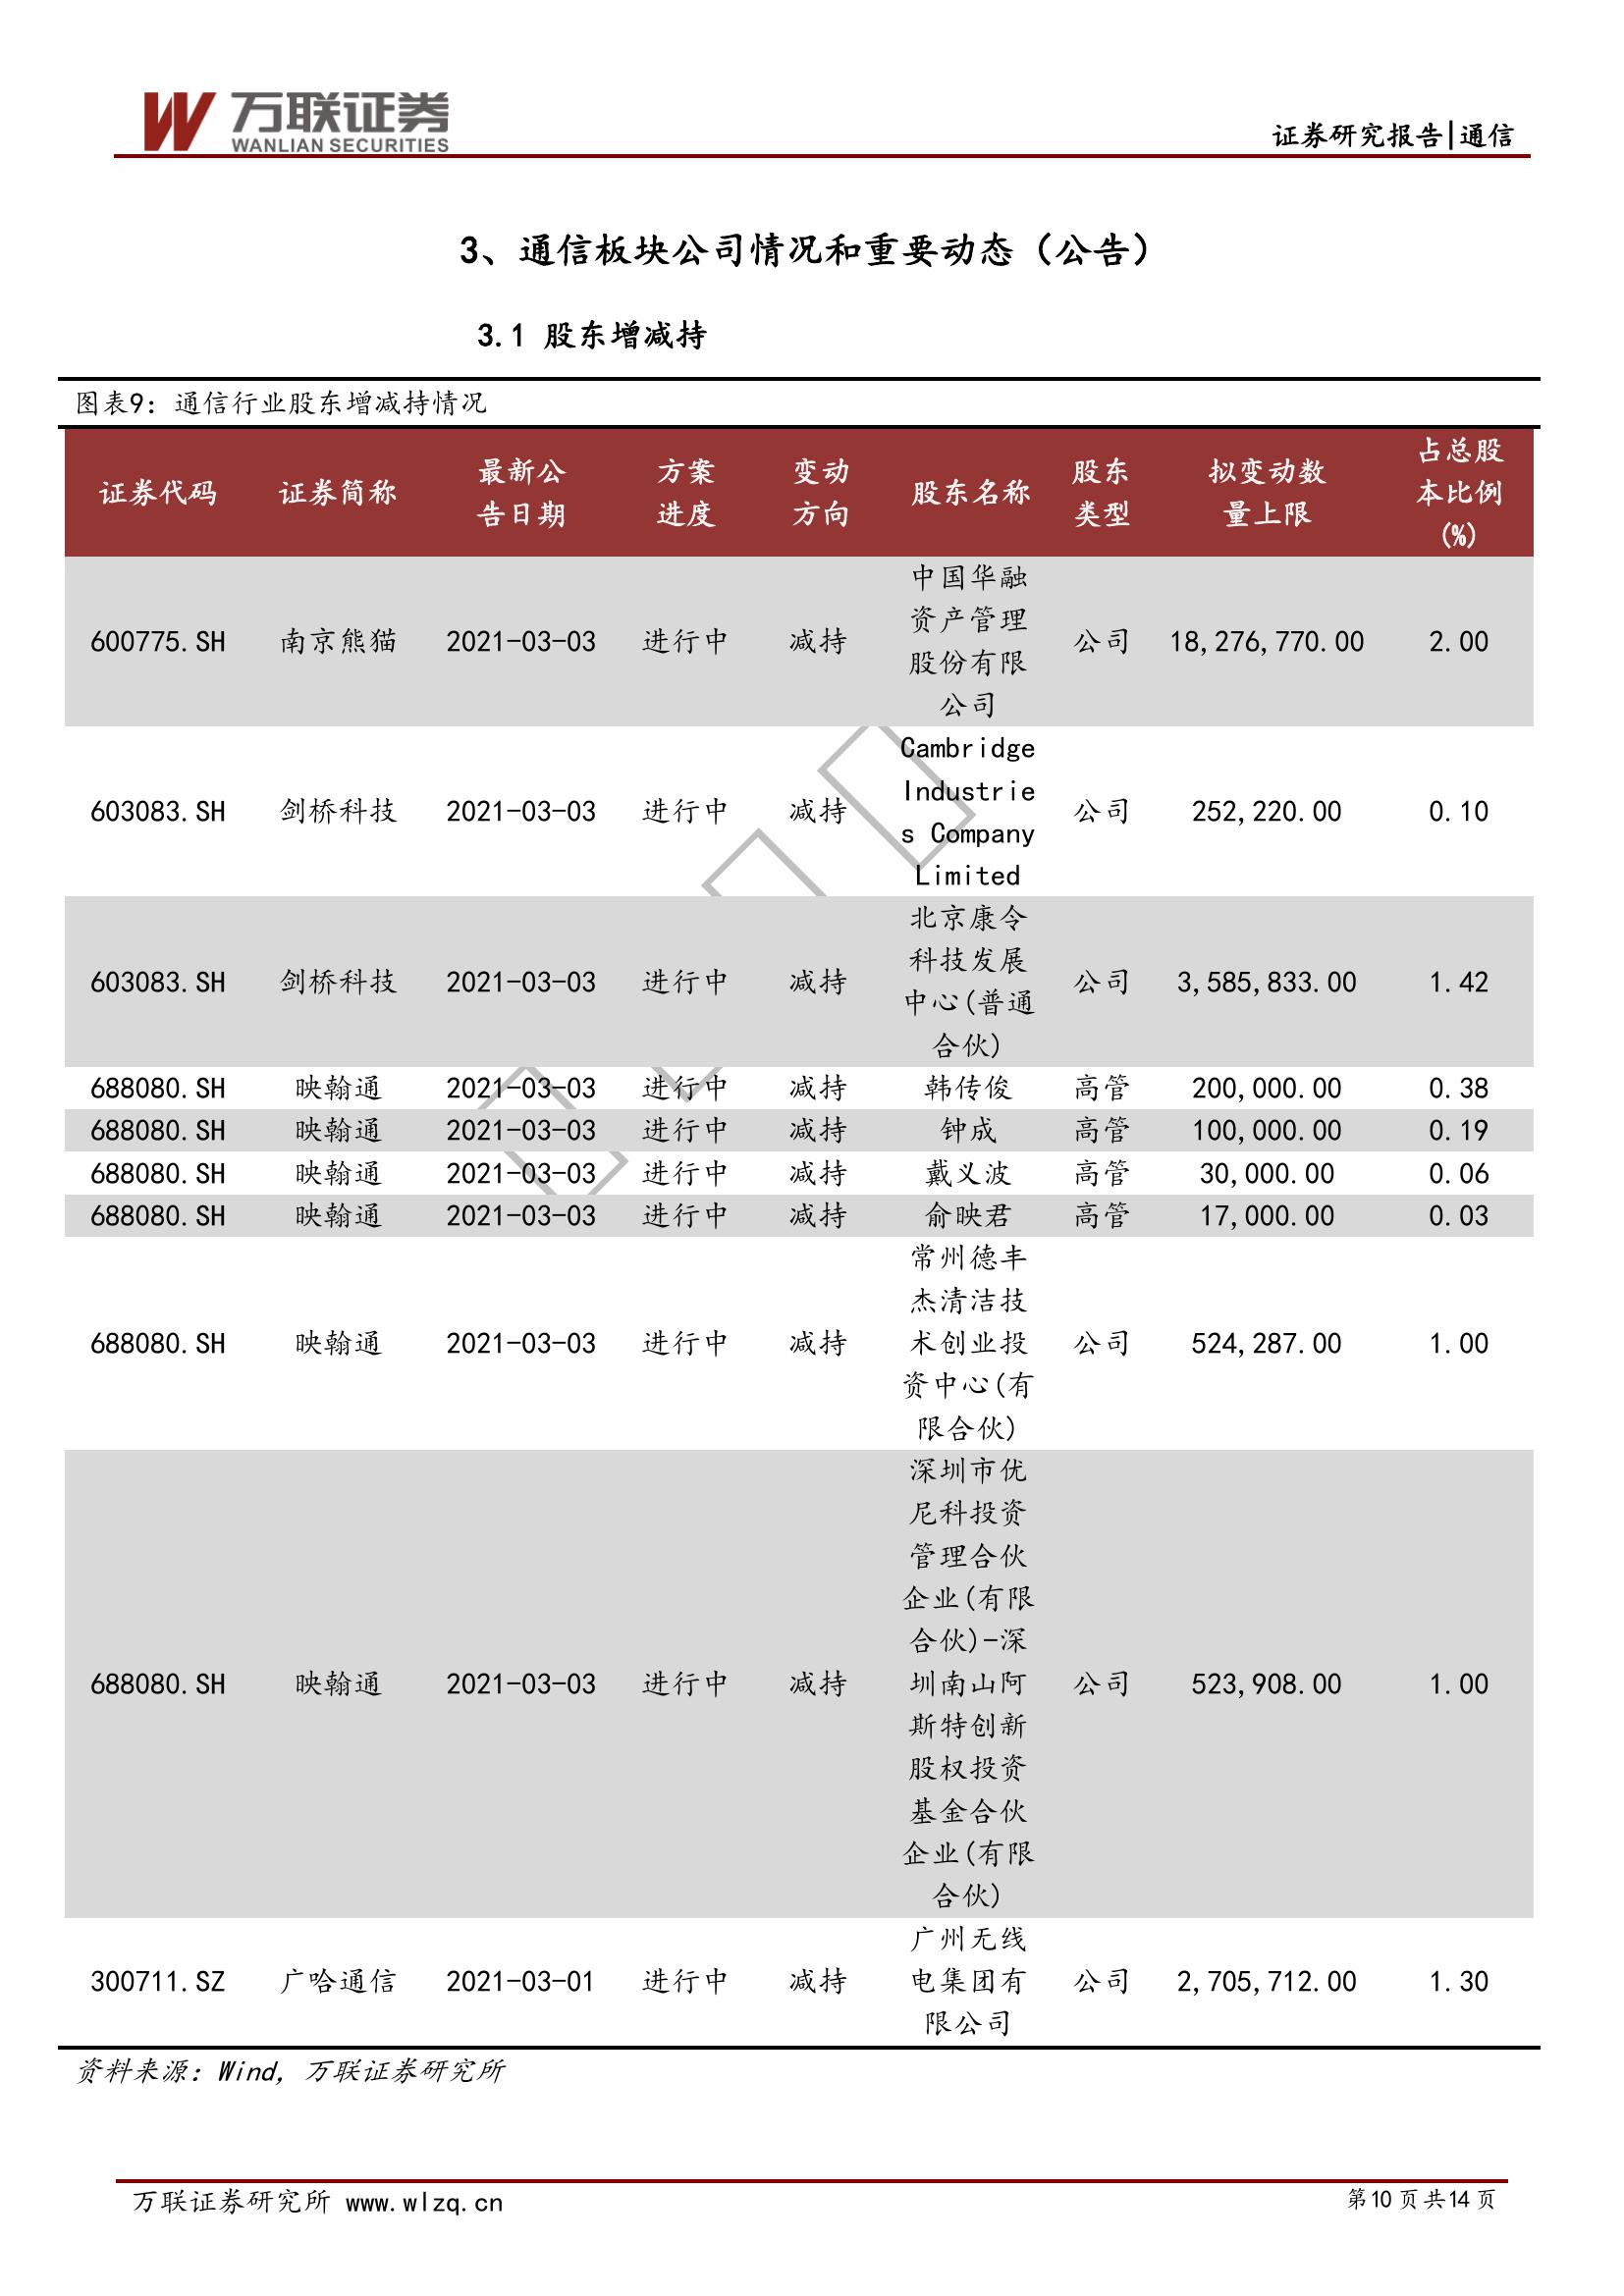 万联证券
WANLIAN SECURITIES
证券研究报告|通信
3、通信板块公司情况和重要动态（公告）
3.1 股东增减持
图表9：通信行业股东增减持情况
证券代码 证券简称 最新公告日期 方案进度 变动方向 股东名称 股东类型 拟变动数量上限 占总股本比例(%)
600775.SH 南京熊猫 2021-03-03 进行中 减持 中国华融资产管理股份有限公司 公司 18,276,770.00 2.00
603083.SH 剑桥科技 2021-03-03 进行中 减持 Cambridge Industries Company Limited 公司 252,220.00 0.10
603083.SH 剑桥科技 2021-03-03 进行中 减持 北京康令科技发展中心(普通合伙) 公司 3,585,833.00 1.42
688080.SH 映翰通 2021-03-03 进行中 减持 韩传俊 高管 200,000.00 0.38
688080.SH 映翰通 2021-03-03 进行中 减持 钟成 高管 100,000.00 0.19
688080.SH 映翰通 2021-03-03 进行中 减持 戴义波 高管 30,000.00 0.06
688080.SH 映翰通 2021-03-03 进行中 减持 俞映君 高管 17,000.00 0.03
688080.SH 映翰通 2021-03-03 进行中 减持 常州德丰杰清洁技术创业投资中心(有限合伙) 公司 524,287.00 1.00
688080.SH 映翰通 2021-03-03 进行中 减持 深圳市优尼科投资管理合伙企业(有限合伙)-深圳南山阿斯特创新股权投资基金合伙企业(有限合伙) 公司 523,908.00 1.00
300711.SZ 广哈通信 2021-03-01 进行中 减持 广州无线电集团有限公司 公司 2,705,712.00 1.30
资料来源：Wind，万联证券研究所
万联证券研究所 www.wlzq.cn
第10页共14页